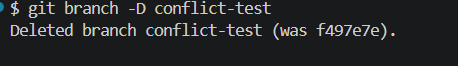 $ git branch -D conflict-test
Deleted branch conflict-test (was f497e7e).